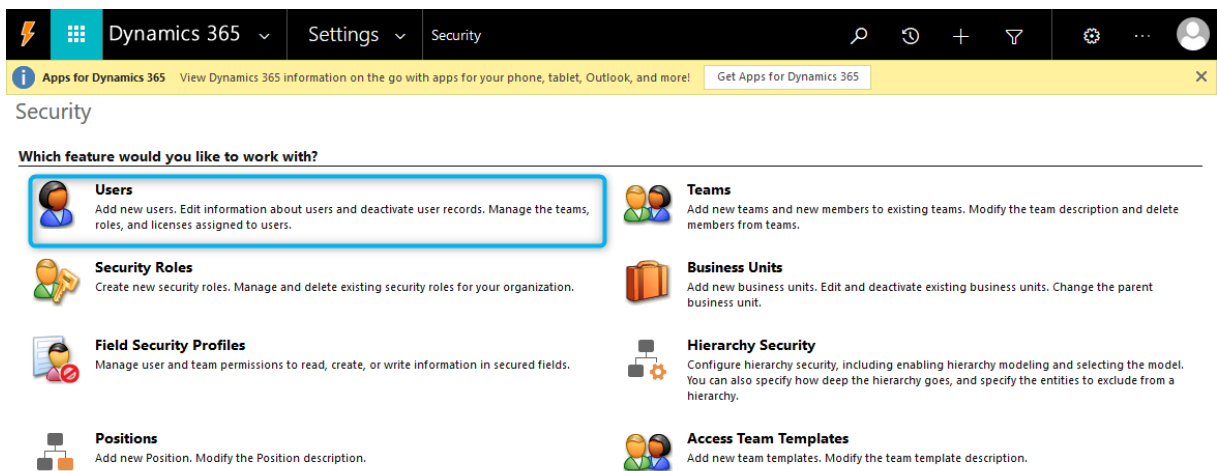 Dynamics 365 Settings Security
Apps for Dynamics 365 View Dynamics 365 information on the go with apps for your phone, tablet, Outlook, and more! Get Apps for Dynamics 365
Security
Which feature would you like to work with?
Users
Add new users. Edit information about users and deactivate user records. Manage the teams,
roles, and licenses assigned to users.
Teams
Add new teams and new members to existing teams. Modify the team description and delete
members from teams.
Security Roles
Create new security roles. Manage and delete existing security roles for your organization.
Business Units
Add new business units. Edit and deactivate existing business units. Change the parent
business unit.
Field Security Profiles
Manage user and team permissions to read, create, or write information in secured fields.
Hierarchy Security
Configure hierarchy security, including enabling hierarchy modeling and selecting the model.
You can also specify how deep the hierarchy goes, and specify the entities to exclude from a
hierarchy.
Positions
Add new Position. Modify the Position description.
Access Team Templates
Add new team templates. Modify the team template description.